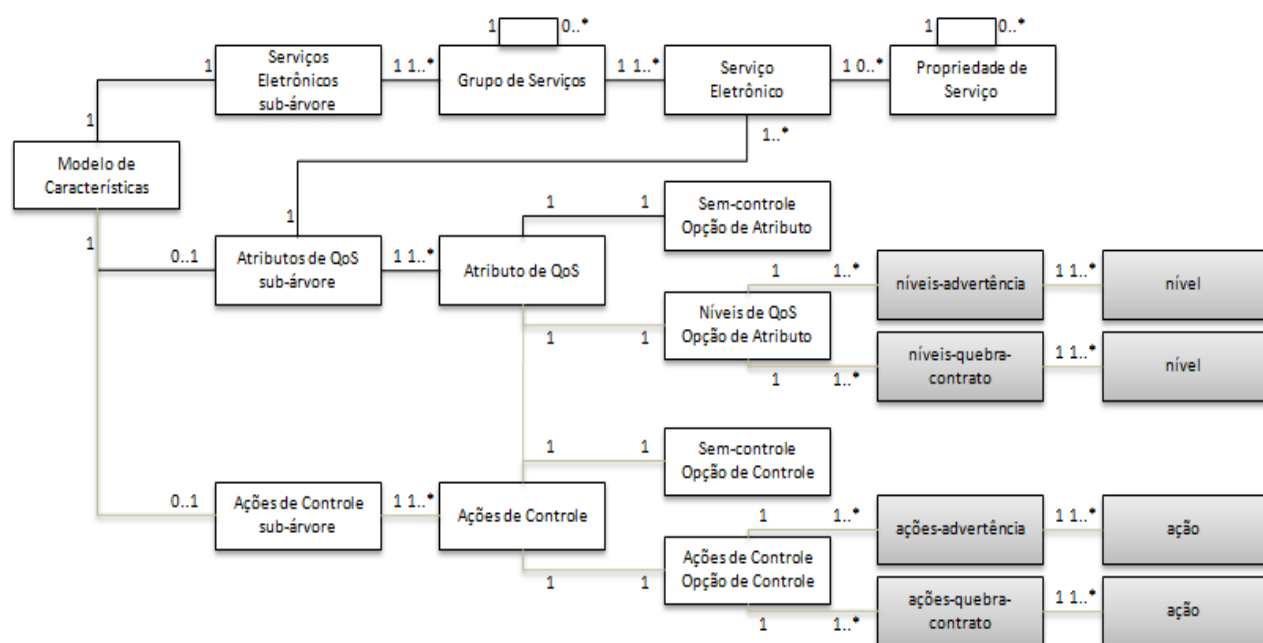 1 0..*
1 0..*
Serviços
Eletrônicos
sub-árvore
1
1 1..*
Grupo de Serviços
1 1..*
Serviço
Eletrônico
1 0..*
Propriedade de
Serviço
1
1..*
Modelo de
Características
1
1
0..1
Atributos de QoS
sub-árvore
1 1..*
Atributo de QoS
1 1
Sem-controle
Opção de Atributo
1 1
Níveis de QoS
Opção de Atributo
1 1..*
níveis-advertência
1 1..*
nível
1 1..*
níveis-quebra-
contrato
1 1..*
nível
0..1
Ações de Controle
sub-árvore
1 1..*
Ações de Controle
1 1
Sem-controle
Opção de Controle
1 1
Ações de Controle
Opção de Controle
1 1..*
ações-advertência
1 1..*
ação
1 1..*
ações-quebra-
contrato
1 1..*
ação